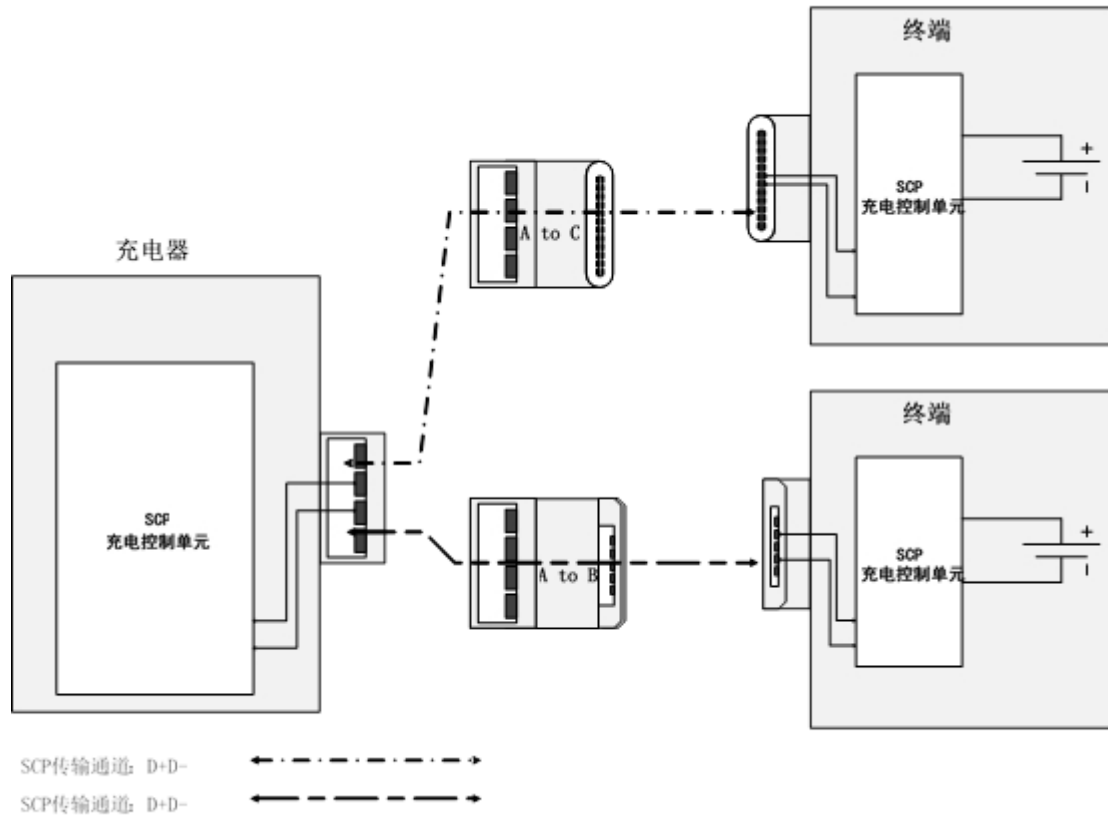 终端
+
SCP
充电控制单元
-
A to C
充电器
终端
+
SCP
充电控制单元
-
SCP
充电控制单元
A to B
SCP传输通道: D+D-
SCP传输通道: D+D-